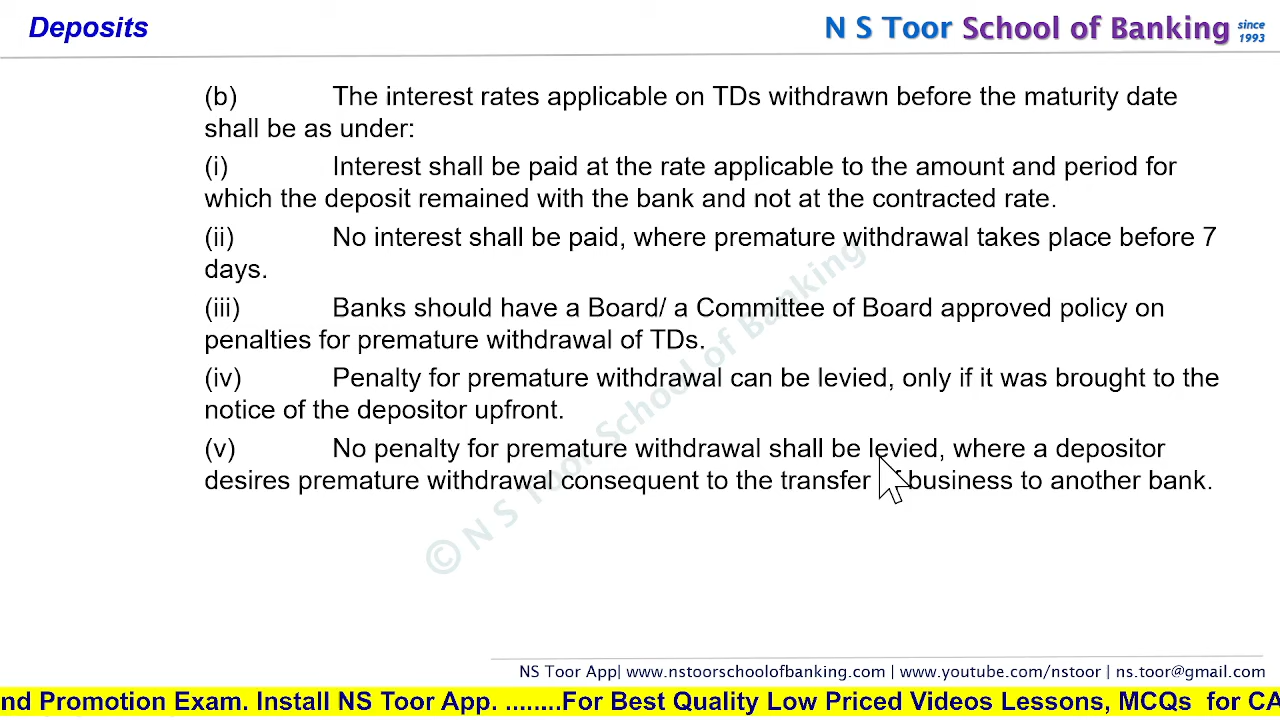 Deposits
N S Toor School of Banking since 1993
(b) The interest rates applicable on TDs withdrawn before the maturity date
shall be as under:
(i) Interest shall be paid at the rate applicable to the amount and period for
which the deposit remained with the bank and not at the contracted rate.
(ii) No interest shall be paid, where premature withdrawal takes place before 7
days.
(iii) Banks should have a Board/ a Committee of Board approved policy on
penalties for premature withdrawal of TDs.
(iv) Penalty for premature withdrawal can be levied, only if it was brought to the
notice of the depositor upfront.
(v) No penalty for premature withdrawal shall be levied, where a depositor
desires premature withdrawal consequent to the transfer of business to another bank.
© N S Toor School of Banking
NS Toor App| www.nstoorschoolofbanking.com | www.youtube.com/nstoor | ns.toor@gmail.com
nd Promotion Exam. Install NS Toor App. ........For Best Quality Low Priced Videos Lessons, MCQs for CA